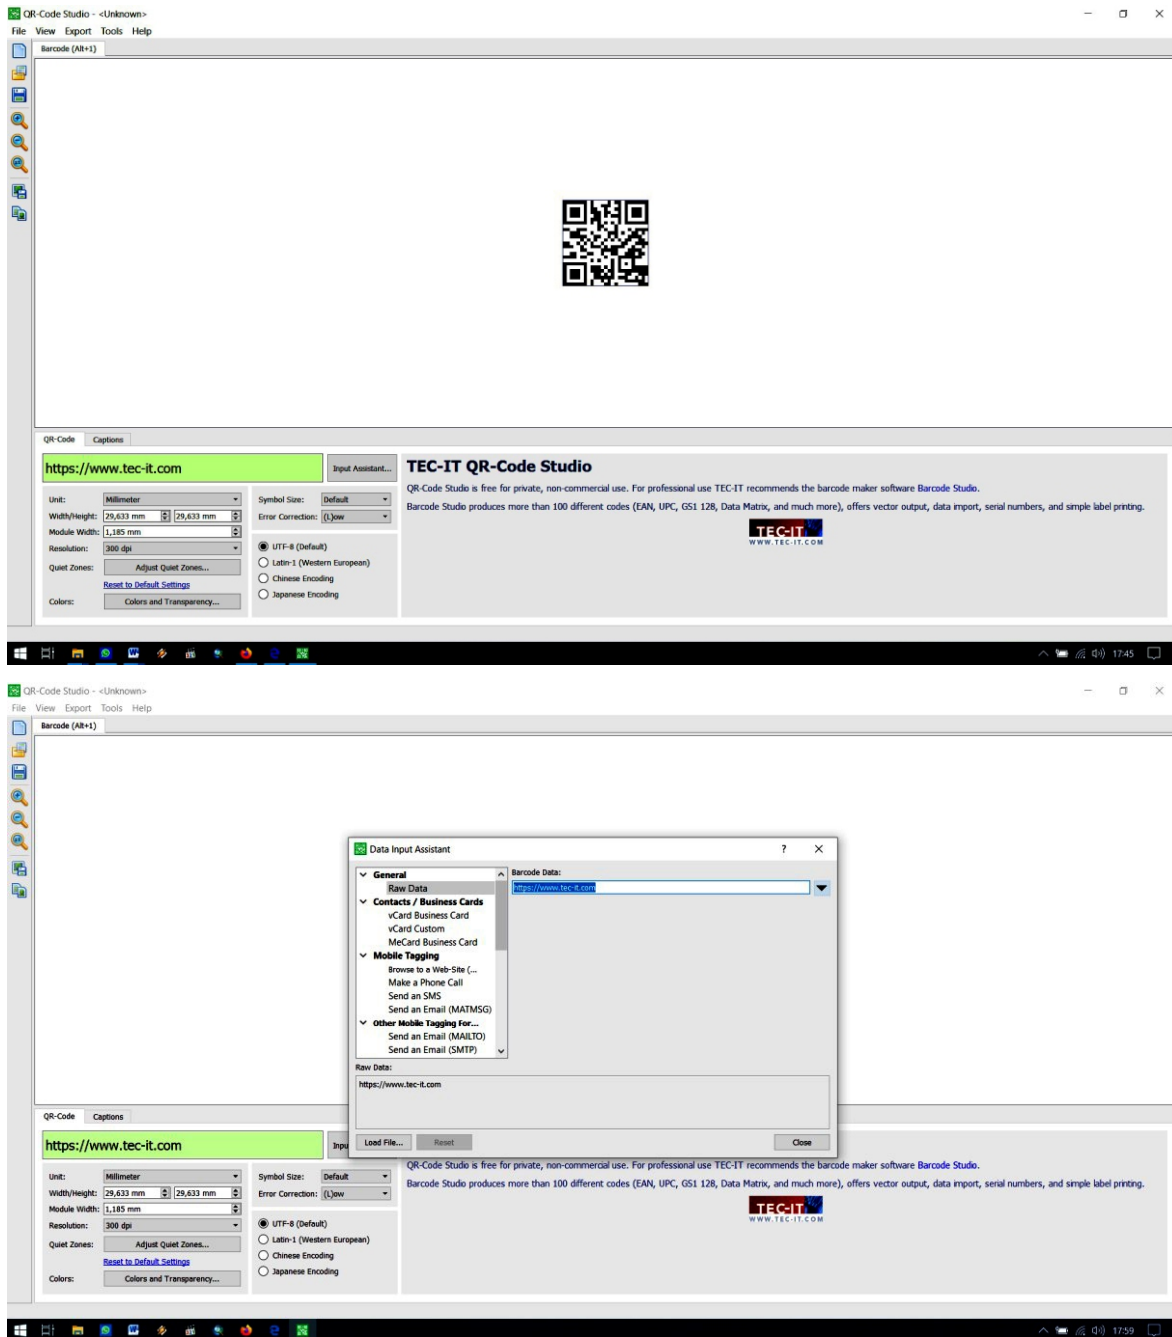 QR-Code Studio - <Unknown>
File View Export Tools Help
Barcode (Alt+1)
QR-Code Captions
https://www.tec-it.com
Input Assistant...
Unit: Millimeter
Width/Height: 29,633 mm 29,633 mm
Module Width: 1,185 mm
Resolution: 300 dpi
Quiet Zones: Adjust Quiet Zones...
Reset to Default Settings
Colors: Colors and Transparency...
Symbol Size: Default
Error Correction: (L)ow
UTF-8 (Default)
Latin-1 (Western European)
Chinese Encoding
Japanese Encoding
TEC-IT QR-Code Studio
QR-Code Studio is free for private, non-commercial use. For professional use TEC-IT recommends the barcode maker software Barcode Studio.
Barcode Studio produces more than 100 different codes (EAN, UPC, GS1 128, Data Matrix, and much more), offers vector output, data import, serial numbers, and simple label printing.
TEC-IT
WWW.TEC-IT.COM
17:45
QR-Code Studio - <Unknown>
File View Export Tools Help
Barcode (Alt+1)
Data Input Assistant
General
Raw Data
Contacts / Business Cards
vCard Business Card
vCard Custom
MeCard Business Card
Mobile Tagging
Browse to a Web-Site (...
Make a Phone Call
Send an SMS
Send an Email (MATMSG)
Other Mobile Tagging For...
Send an Email (MAILTO)
Send an Email (SMTP)
Barcode Data:
https://www.tec-it.com
Raw Data:
https://www.tec-it.com
Load File... Reset Close
QR-Code Captions
https://www.tec-it.com
Inpu
Unit: Millimeter
Width/Height: 29,633 mm 29,633 mm
Module Width: 1,185 mm
Resolution: 300 dpi
Quiet Zones: Adjust Quiet Zones...
Reset to Default Settings
Colors: Colors and Transparency...
Symbol Size: Default
Error Correction: (L)ow
UTF-8 (Default)
Latin-1 (Western European)
Chinese Encoding
Japanese Encoding
QR-Code Studio is free for private, non-commercial use. For professional use TEC-IT recommends the barcode maker software Barcode Studio.
Barcode Studio produces more than 100 different codes (EAN, UPC, GS1 128, Data Matrix, and much more), offers vector output, data import, serial numbers, and simple label printing.
TEC-IT
WWW.TEC-IT.COM
17:59